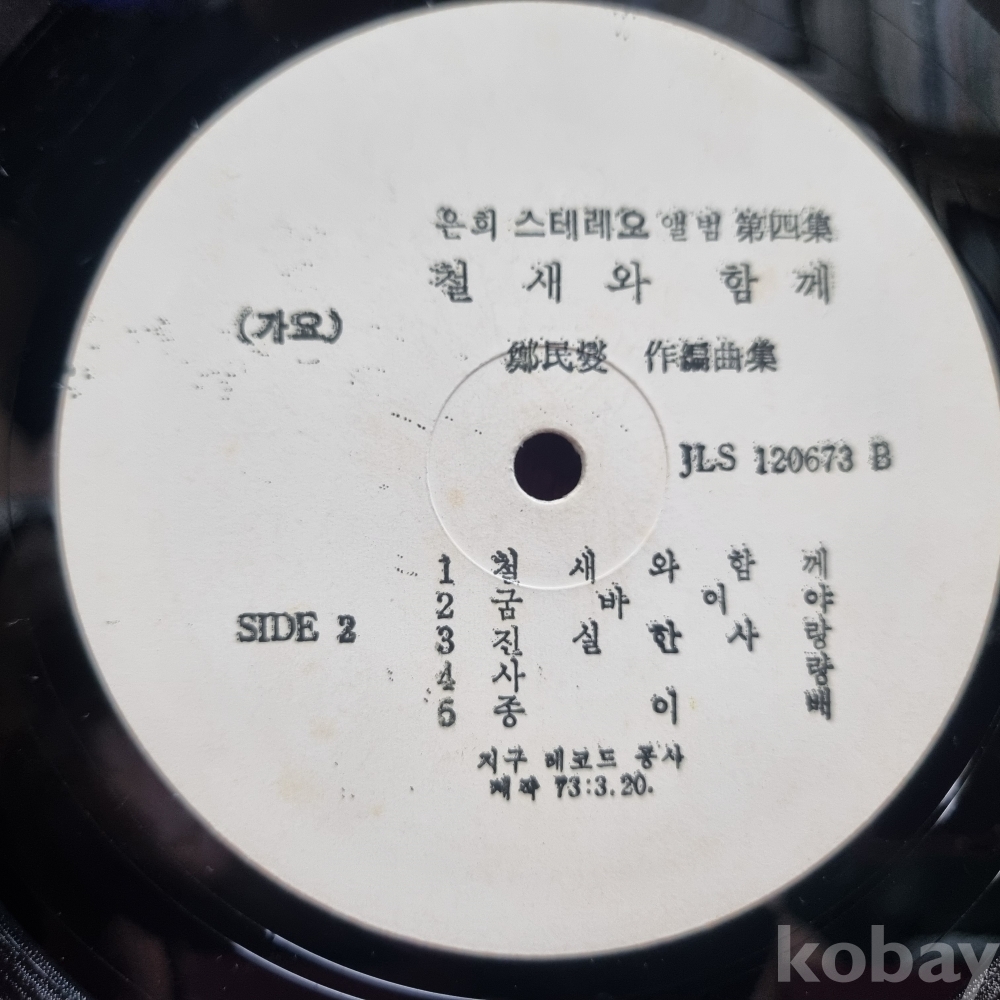 은희 스테레오 앨범 第四集
철새와 함께
(가요)
鄭民燮 作編曲集
JLS 120673 B
SIDE 2
1 철새와함께
2 굼바이야
3 진실한사랑
4 사랑
5 종이배
지구 레코드 공사
제작 73:3.20.
kobay